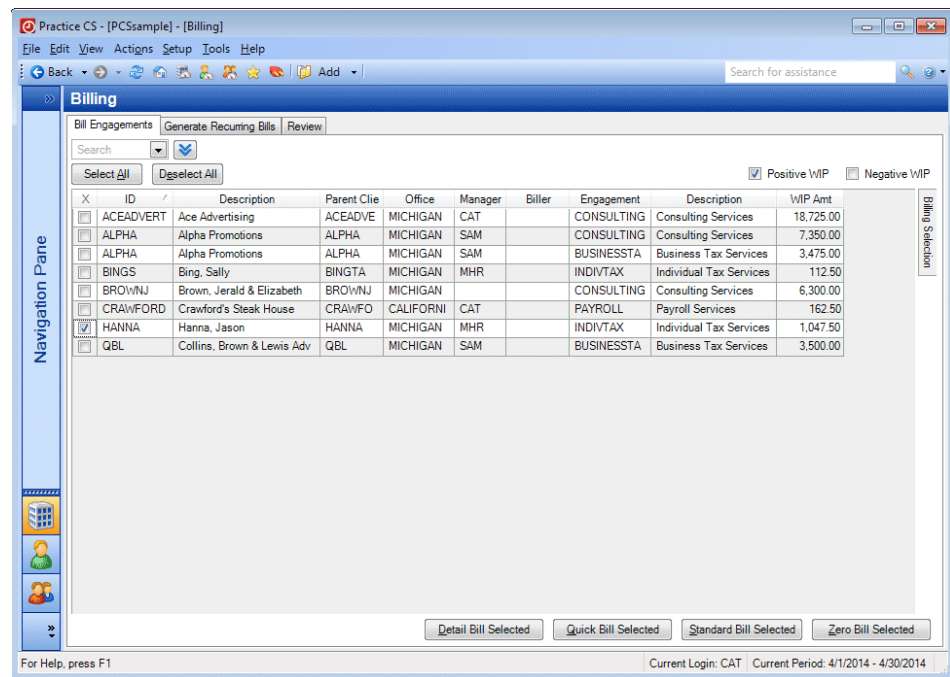 Practice CS - [PCSsample] - [Billing]
File Edit View Actions Setup Tools Help
Back Add Search for assistance
Billing
Bill Engagements Generate Recurring Bills Review
Search
Select All Deselect All Positive WIP Negative WIP
X ID Description Parent Clie Office Manager Biller Engagement Description WIP Amt
ACEADVERT Ace Advertising ACEADVE MICHIGAN CAT CONSULTING Consulting Services 18,725.00
ALPHA Alpha Promotions ALPHA MICHIGAN SAM CONSULTING Consulting Services 7,350.00
ALPHA Alpha Promotions ALPHA MICHIGAN SAM BUSINESSTA Business Tax Services 3,475.00
BINGS Bing, Sally BINGTA MICHIGAN MHR INDIVTAX Individual Tax Services 112.50
BROWNJ Brown, Jerald & Elizabeth BROWNJ MICHIGAN CONSULTING Consulting Services 6,300.00
CRAWFORD Crawford's Steak House CRAWFO CALIFORNI CAT PAYROLL Payroll Services 162.50
HANNA Hanna, Jason HANNA MICHIGAN MHR INDIVTAX Individual Tax Services 1,047.50
QBL Collins, Brown & Lewis Adv QBL MICHIGAN SAM BUSINESSTA Business Tax Services 3,500.00
Billing Selection
Navigation Pane
Detail Bill Selected Quick Bill Selected Standard Bill Selected Zero Bill Selected
For Help, press F1 Current Login: CAT Current Period: 4/1/2014 - 4/30/2014